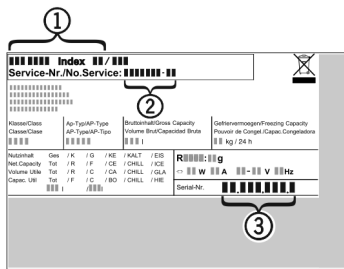 1
Index /
Service-Nr./No.Service: -
2
Klasse/Class
Classe/Clase
Ap-Typ/AP-Type
AP-Type/AP-Tipo
Bruttoinhalt/Gross Capacity
Volume Brut/Capacidad Bruta
l
Gefriervermoegen/Freezing Capacity
Pouvoir de Congel./Capac.Congeladora
kg / 24 h
Nutzinhalt Ges / K / G / KE / KALT / EIS
Net.Capacity Tot / R / F / CE / CHILL / ICE
Volume Utile Tot / R / C / CA / CHILL / GLA
Capac. Util Tot / F / C / BO / CHILL / HIE
l / l
R : g
W A - V Hz
Serial-Nr. . . .
3